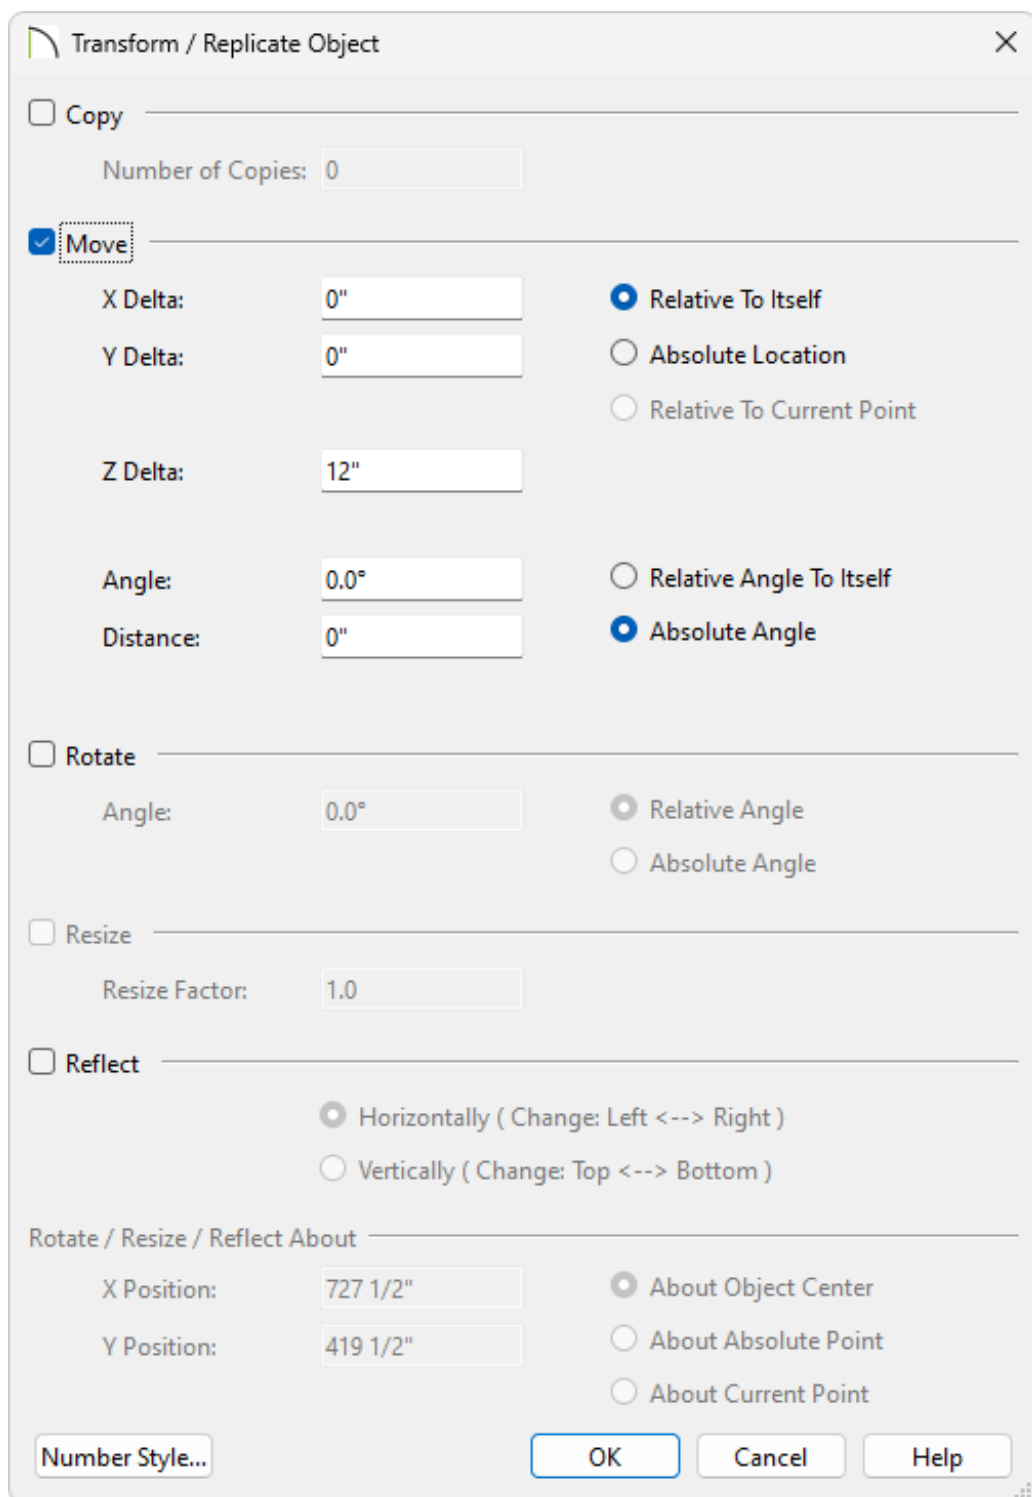 Transform / Replicate Object
Copy
Number of Copies: 0
Move
X Delta: 0" Relative To Itself
Y Delta: 0" Absolute Location
Relative To Current Point
Z Delta: 12"
Angle: 0.0° Relative Angle To Itself
Distance: 0" Absolute Angle
Rotate
Angle: 0.0° Relative Angle
Absolute Angle
Resize
Resize Factor: 1.0
Reflect
Horizontally ( Change: Left <--> Right )
Vertically ( Change: Top <--> Bottom )
Rotate / Resize / Reflect About
X Position: 727 1/2" About Object Center
Y Position: 419 1/2" About Absolute Point
About Current Point
Number Style... OK Cancel Help